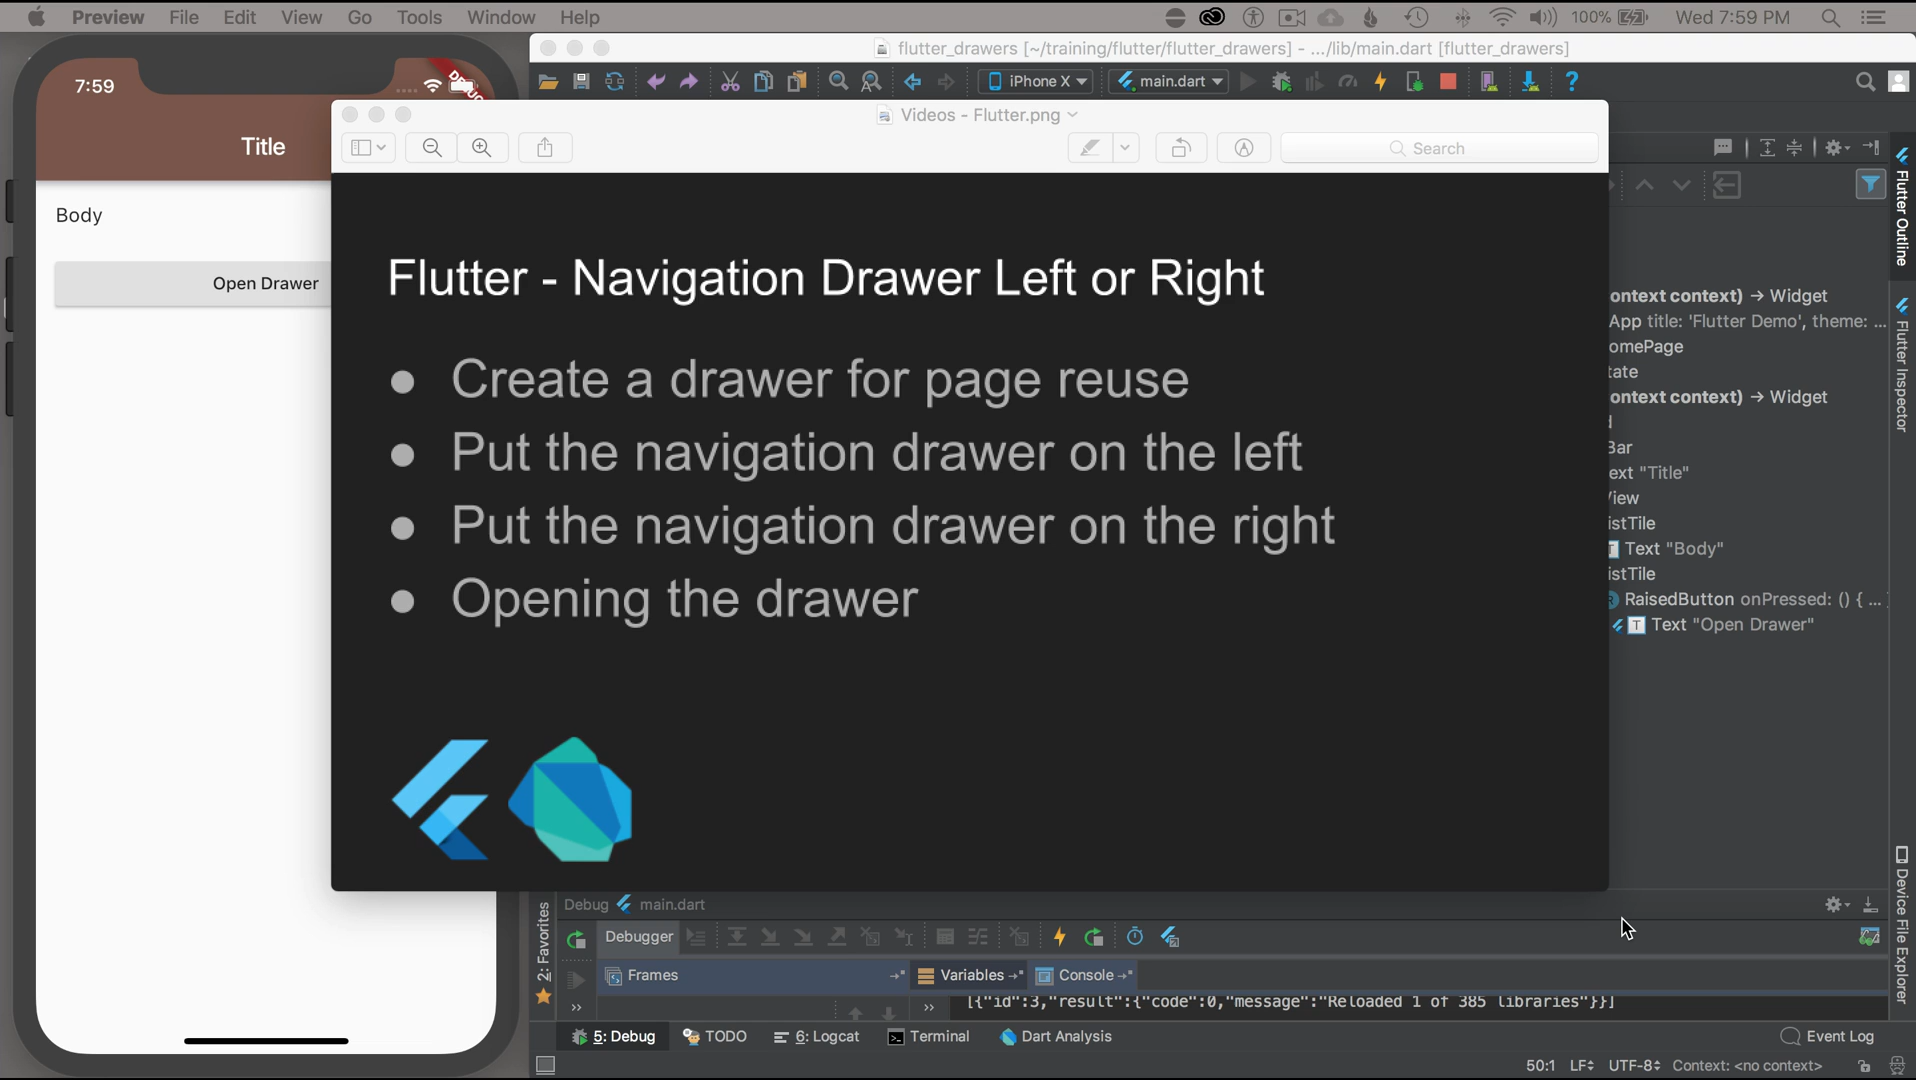 Preview File Edit View Go Tools Window Help
100% Wed 7:59 PM
flutter_drawers [~/training/flutter/flutter_drawers] - .../lib/main.dart [flutter_drawers]
iPhone X main.dart
7:59
Title
Body
Open Drawer
Videos - Flutter.png
Search
Flutter - Navigation Drawer Left or Right
Create a drawer for page reuse
Put the navigation drawer on the left
Put the navigation drawer on the right
Opening the drawer
ontext context) → Widget
App title: 'Flutter Demo', theme: ...
omePage
tate
ontext context) → Widget
Bar
ext "Title"
iew
istTile
T Text "Body"
istTile
RaisedButton onPressed: () { ...
T Text "Open Drawer"
Flutter Outline
Flutter Inspector
Device File Explorer
2: Favorites
Debug main.dart
Debugger
Frames Variables Console
[{"id":3,"result":{"code":0,"message":"Reloaded 1 of 385 libraries"}}]
5: Debug TODO 6: Logcat Terminal Dart Analysis Event Log
50:1 LF UTF-8 Context: <no context>